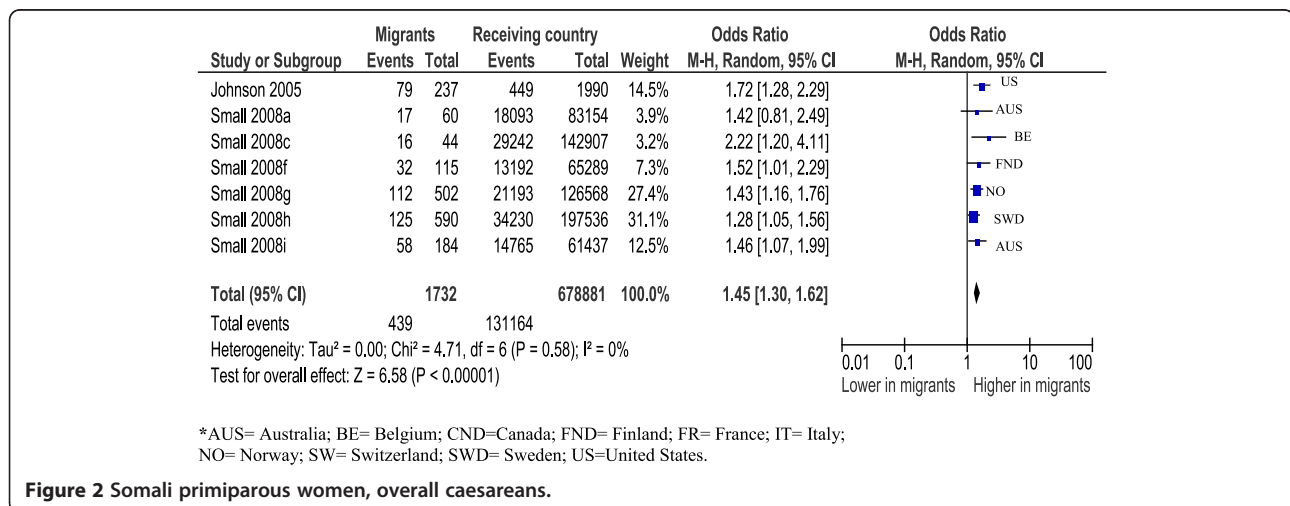 Migrants Receiving country Odds Ratio Odds Ratio
Study or Subgroup Events Total Events Total Weight M-H, Random, 95% CI M-H, Random, 95% CI
Johnson 2005 79 237 449 1990 14.5% 1.72 [1.28, 2.29] US
Small 2008a 17 60 18093 83154 3.9% 1.42 [0.81, 2.49] AUS
Small 2008c 16 44 29242 142907 3.2% 2.22 [1.20, 4.11] BE
Small 2008f 32 115 13192 65289 7.3% 1.52 [1.01, 2.29] FND
Small 2008g 112 502 21193 126568 27.4% 1.43 [1.16, 1.76] NO
Small 2008h 125 590 34230 197536 31.1% 1.28 [1.05, 1.56] SWD
Small 2008i 58 184 14765 61437 12.5% 1.46 [1.07, 1.99] AUS
Total (95% CI) 1732 678881 100.0% 1.45 [1.30, 1.62]
Total events 439 131164
Heterogeneity: Tau² = 0.00; Chi² = 4.71, df = 6 (P = 0.58); I² = 0%
Test for overall effect: Z = 6.58 (P < 0.00001)
0.01 0.1 1 10 100
Lower in migrants Higher in migrants
*AUS= Australia; BE= Belgium; CND=Canada; FND= Finland; FR= France; IT= Italy;
NO= Norway; SW= Switzerland; SWD= Sweden; US=United States.
Figure 2 Somali primiparous women, overall caesareans.